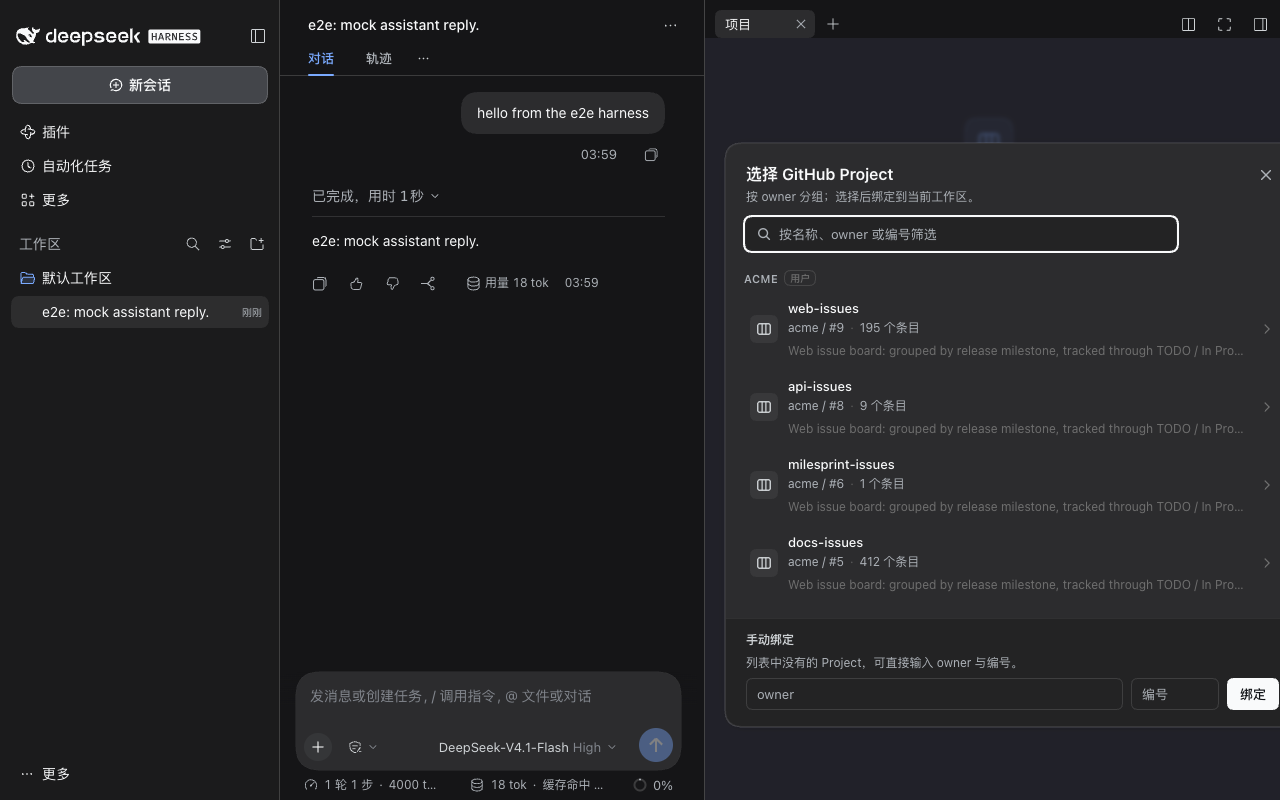 deepseek HARNESS
新会话
插件
自动化任务
更多
工作区
默认工作区
e2e: mock assistant reply. 刚刚
更多
e2e: mock assistant reply.
对话 轨迹
hello from the e2e harness
03:59
已完成，用时 1秒
e2e: mock assistant reply.
用量 18 tok 03:59
发消息或创建任务, / 调用指令, @ 文件或对话
DeepSeek-V4.1-Flash High
1 轮 1 步 · 4000 t... 18 tok · 缓存命中 ... 0%
项目
选择 GitHub Project
按 owner 分组；选择后绑定到当前工作区。
按名称、owner 或编号筛选
ACME 用户
web-issues
acme / #9 · 195 个条目
Web issue board: grouped by release milestone, tracked through TODO / In Pro...
api-issues
acme / #8 · 9 个条目
Web issue board: grouped by release milestone, tracked through TODO / In Pro...
milesprint-issues
acme / #6 · 1 个条目
Web issue board: grouped by release milestone, tracked through TODO / In Pro...
docs-issues
acme / #5 · 412 个条目
Web issue board: grouped by release milestone, tracked through TODO / In Pro...
手动绑定
列表中没有的 Project，可直接输入 owner 与编号。
owner 编号 绑定